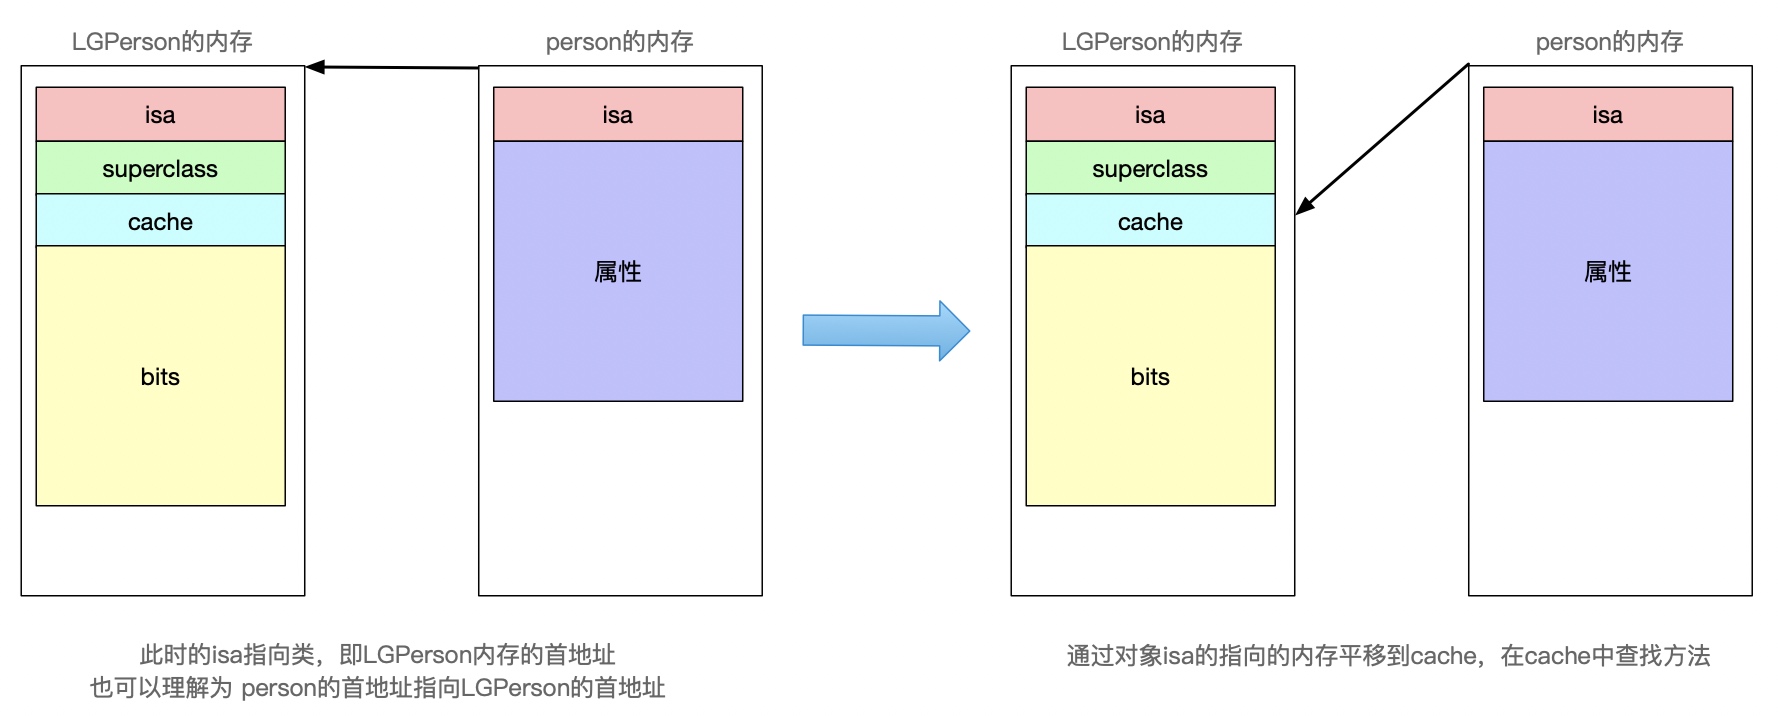 LGPerson的内存
person的内存
isa
superclass
cache
bits
isa
属性
此时的isa指向类，即LGPerson内存的首地址
也可以理解为 person的首地址指向LGPerson的首地址
LGPerson的内存
person的内存
isa
superclass
cache
bits
isa
属性
通过对象isa的指向的内存平移到cache，在cache中查找方法